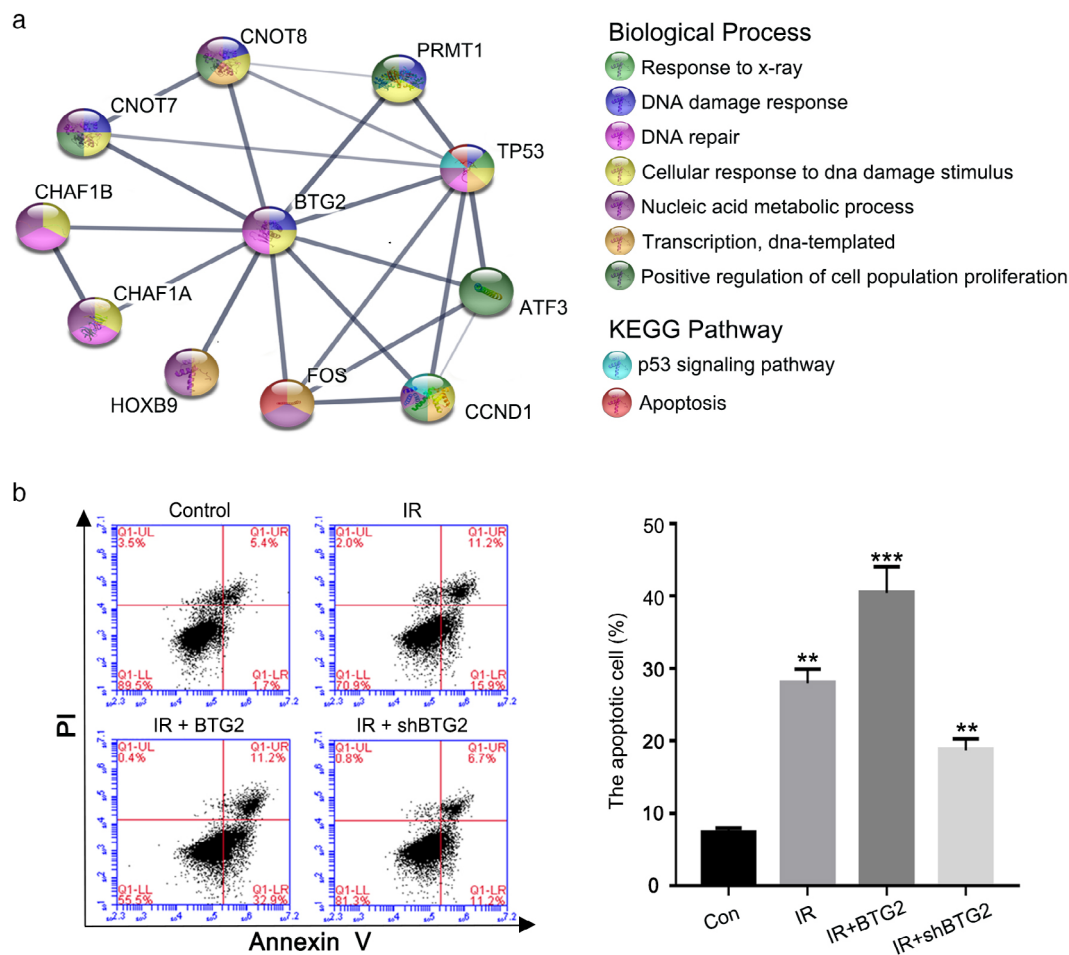 a
CNOT8
PRMT1
CNOT7
TP53
CHAF1B
BTG2
CHAF1A
ATF3
FOS
HOXB9
CCND1
Biological Process
Response to x-ray
DNA damage response
DNA repair
Cellular response to dna damage stimulus
Nucleic acid metabolic process
Transcription, dna-templated
Positive regulation of cell population proliferation
KEGG Pathway
p53 signaling pathway
Apoptosis
b
Control
Q1-UL
3.5%
Q1-UR
5.4%
Q1-LL
89.5%
Q1-LR
1.7%
IR
Q1-UL
2.0%
Q1-UR
11.2%
Q1-LL
70.9%
Q1-LR
15.9%
IR + BTG2
Q1-UL
0.4%
Q1-UR
11.2%
Q1-LL
55.5%
Q1-LR
32.9%
IR + shBTG2
Q1-UL
0.8%
Q1-UR
6.7%
Q1-LL
81.3%
Q1-LR
11.2%
PI
Annexin V
The apoptotic cell (%)
50
40
30
20
10
0
**
***
**
Con
IR
IR+BTG2
IR+shBTG2